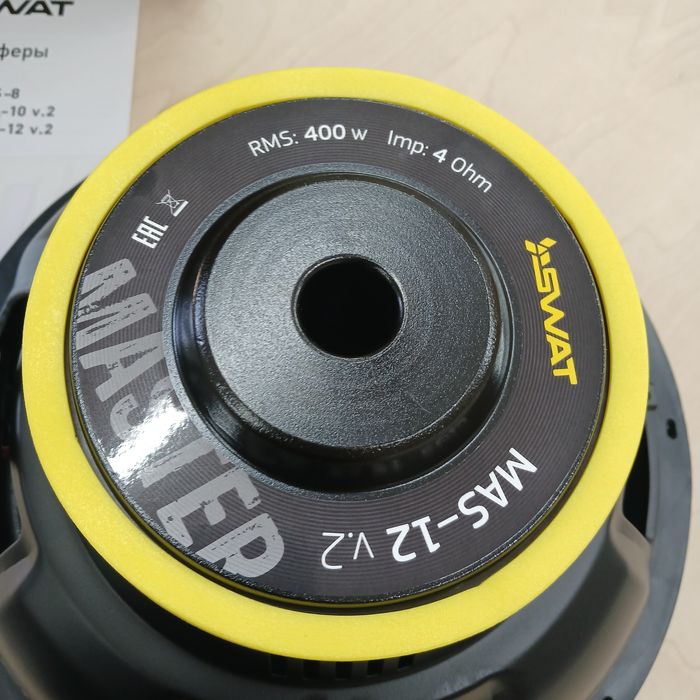 SWAT
феры
-8
-10 v.2
-12 v.2
RMS: 400 w Imp: 4 Ohm
EAC
SWAT
MASTER
MAS-12 v.2